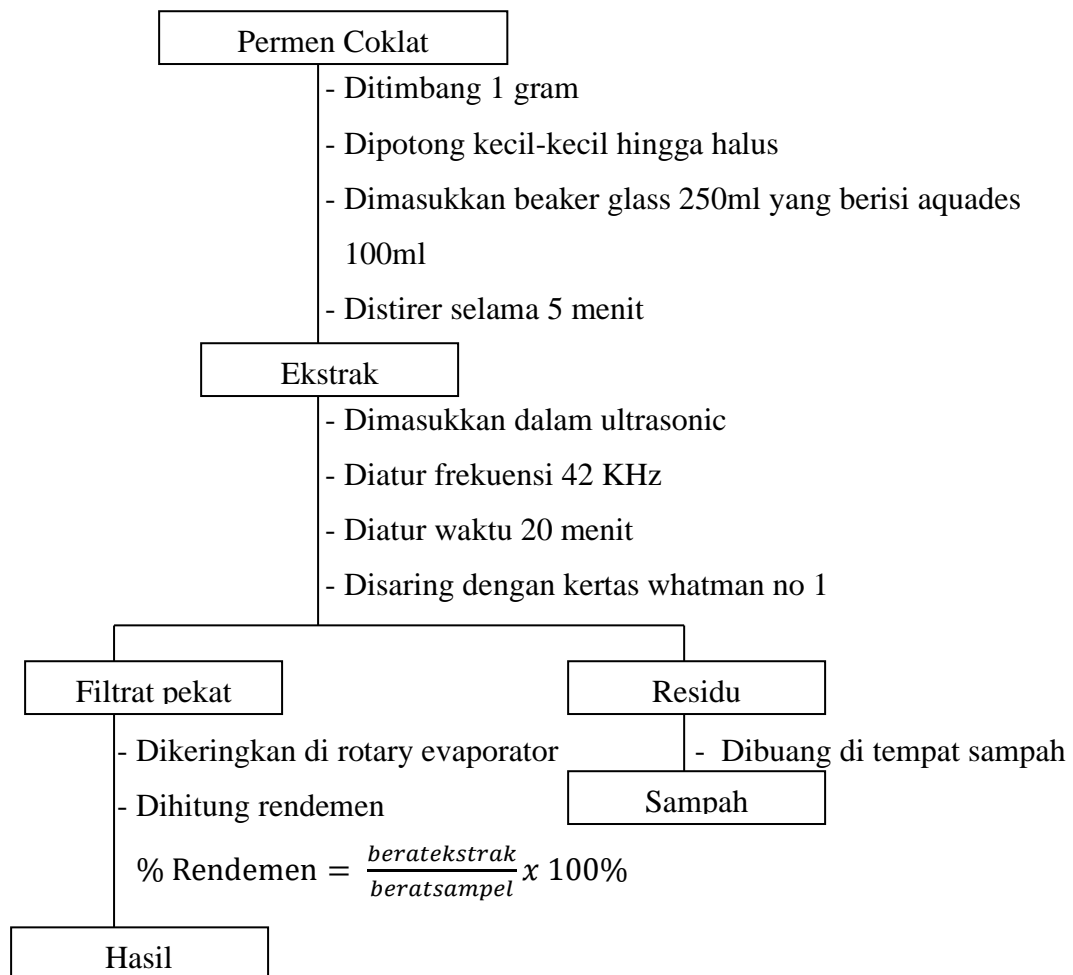 Permen Coklat
- Ditimbang 1 gram
- Dipotong kecil-kecil hingga halus
- Dimasukkan beaker glass 250ml yang berisi aquades
100ml
- Distirer selama 5 menit
Ekstrak
- Dimasukkan dalam ultrasonic
- Diatur frekuensi 42 KHz
- Diatur waktu 20 menit
- Disaring dengan kertas whatman no 1
Filtrat pekat
Residu
- Dikeringkan di rotary evaporator
- Dihitung rendemen
% Rendemen = beratekstrak/beratsampel x 100%
- Dibuang di tempat sampah
Sampah
Hasil